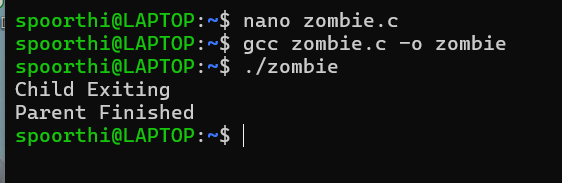 spoorthi@LAPTOP:~$ nano zombie.c
spoorthi@LAPTOP:~$ gcc zombie.c -o zombie
spoorthi@LAPTOP:~$ ./zombie
Child Exiting
Parent Finished
spoorthi@LAPTOP:~$